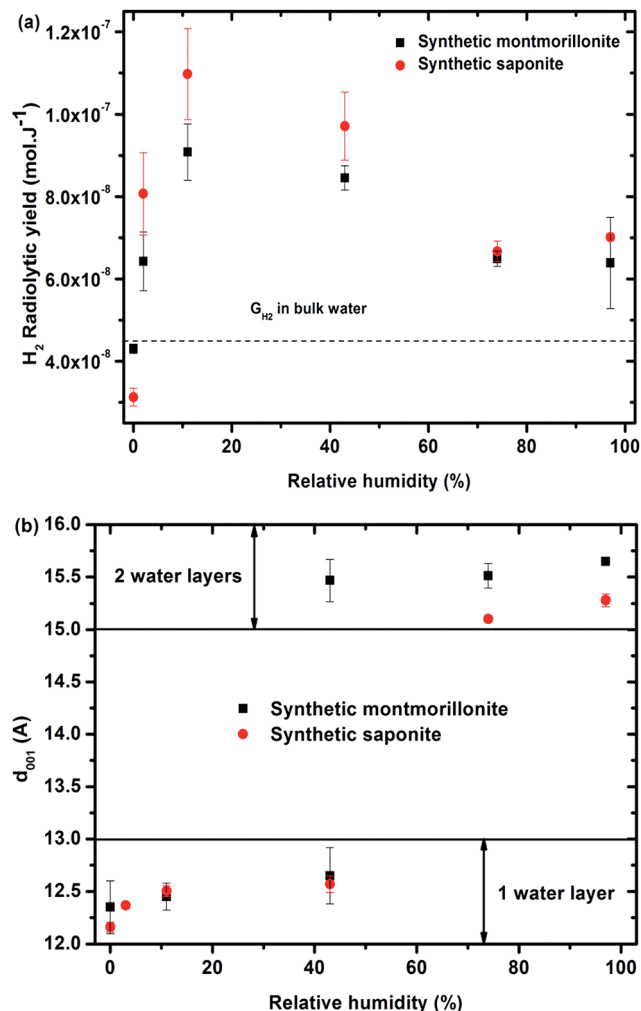 (a)
1.2x10⁻⁷
1.0x10⁻⁷
8.0x10⁻⁸
6.0x10⁻⁸
4.0x10⁻⁸
H₂ Radiolytic yield (mol.J⁻¹)
Synthetic montmorillonite
Synthetic saponite
G_H2 in bulk water
0 20 40 60 80 100
Relative humidity (%)
(b)
16.0
15.5
15.0
14.5
14.0
13.5
13.0
12.5
12.0
d₀₀₁ (A)
2 water layers
Synthetic montmorillonite
Synthetic saponite
1 water layer
0 20 40 60 80 100
Relative humidity (%)